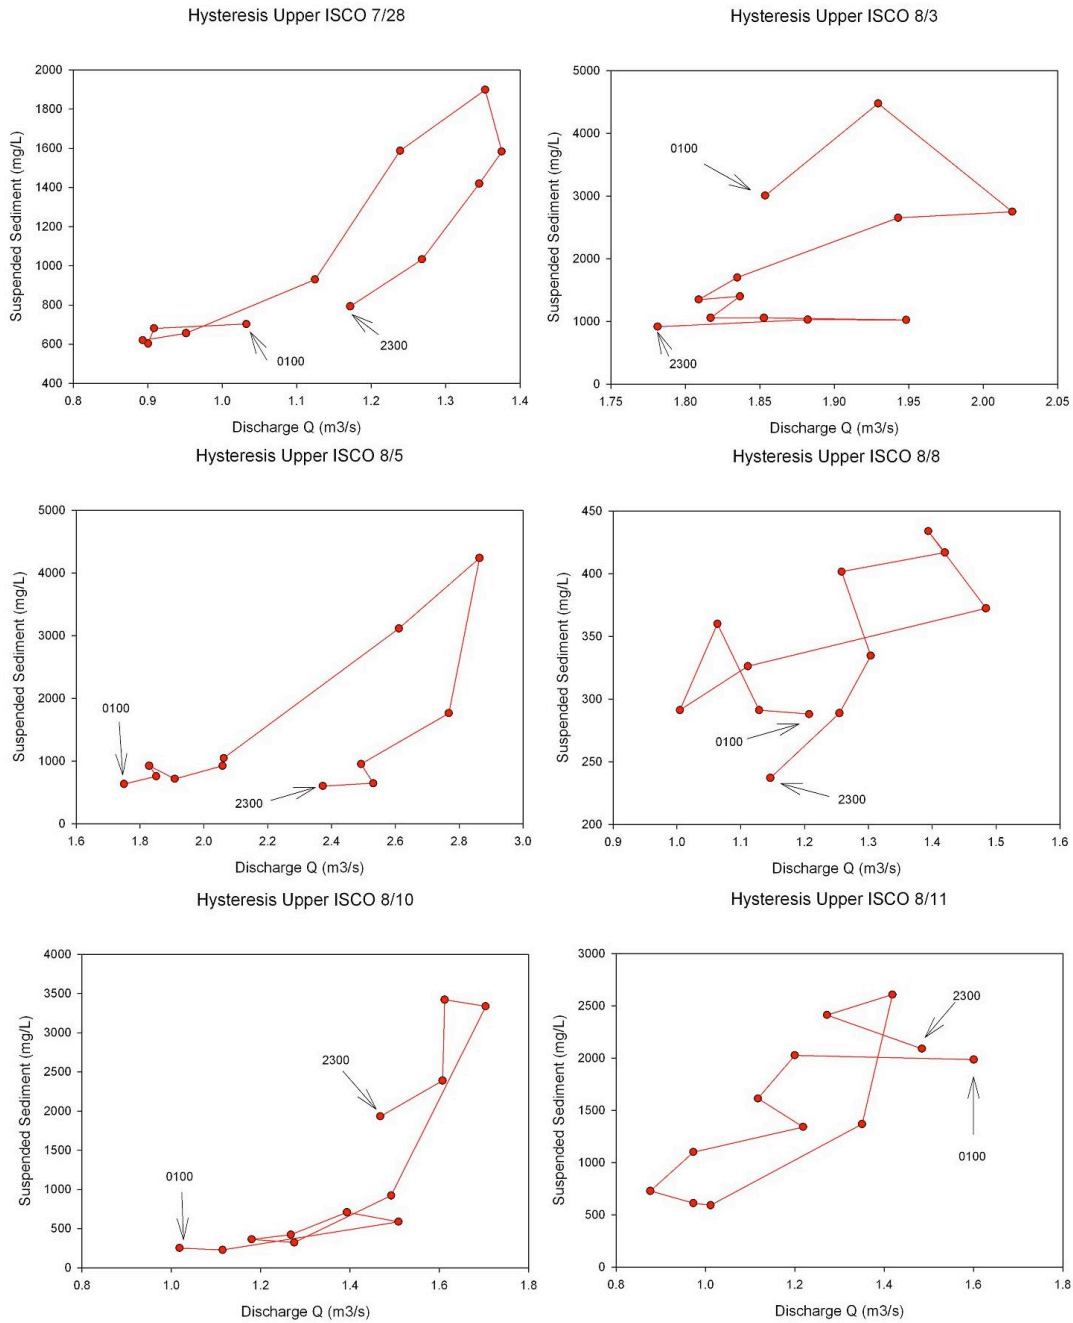 Hysteresis Upper ISCO 7/28
Suspended Sediment (mg/L)
2000
1800
1600
1400
1200
1000
800
600
400
0100
2300
0.8 0.9 1.0 1.1 1.2 1.3 1.4
Discharge Q (m3/s)
Hysteresis Upper ISCO 8/3
Suspended Sediment (mg/L)
5000
4000
3000
2000
1000
0
0100
2300
1.75 1.80 1.85 1.90 1.95 2.00 2.05
Discharge Q (m3/s)
Hysteresis Upper ISCO 8/5
Suspended Sediment (mg/L)
5000
4000
3000
2000
1000
0
0100
2300
1.6 1.8 2.0 2.2 2.4 2.6 2.8 3.0
Discharge Q (m3/s)
Hysteresis Upper ISCO 8/8
Suspended Sediment (mg/L)
450
400
350
300
250
200
0100
2300
0.9 1.0 1.1 1.2 1.3 1.4 1.5 1.6
Discharge Q (m3/s)
Hysteresis Upper ISCO 8/10
Suspended Sediment (mg/L)
4000
3500
3000
2500
2000
1500
1000
500
0
2300
0100
0.8 1.0 1.2 1.4 1.6 1.8
Discharge Q (m3/s)
Hysteresis Upper ISCO 8/11
Suspended Sediment (mg/L)
3000
2500
2000
1500
1000
500
0
2300
0100
0.8 1.0 1.2 1.4 1.6 1.8
Discharge Q (m3/s)